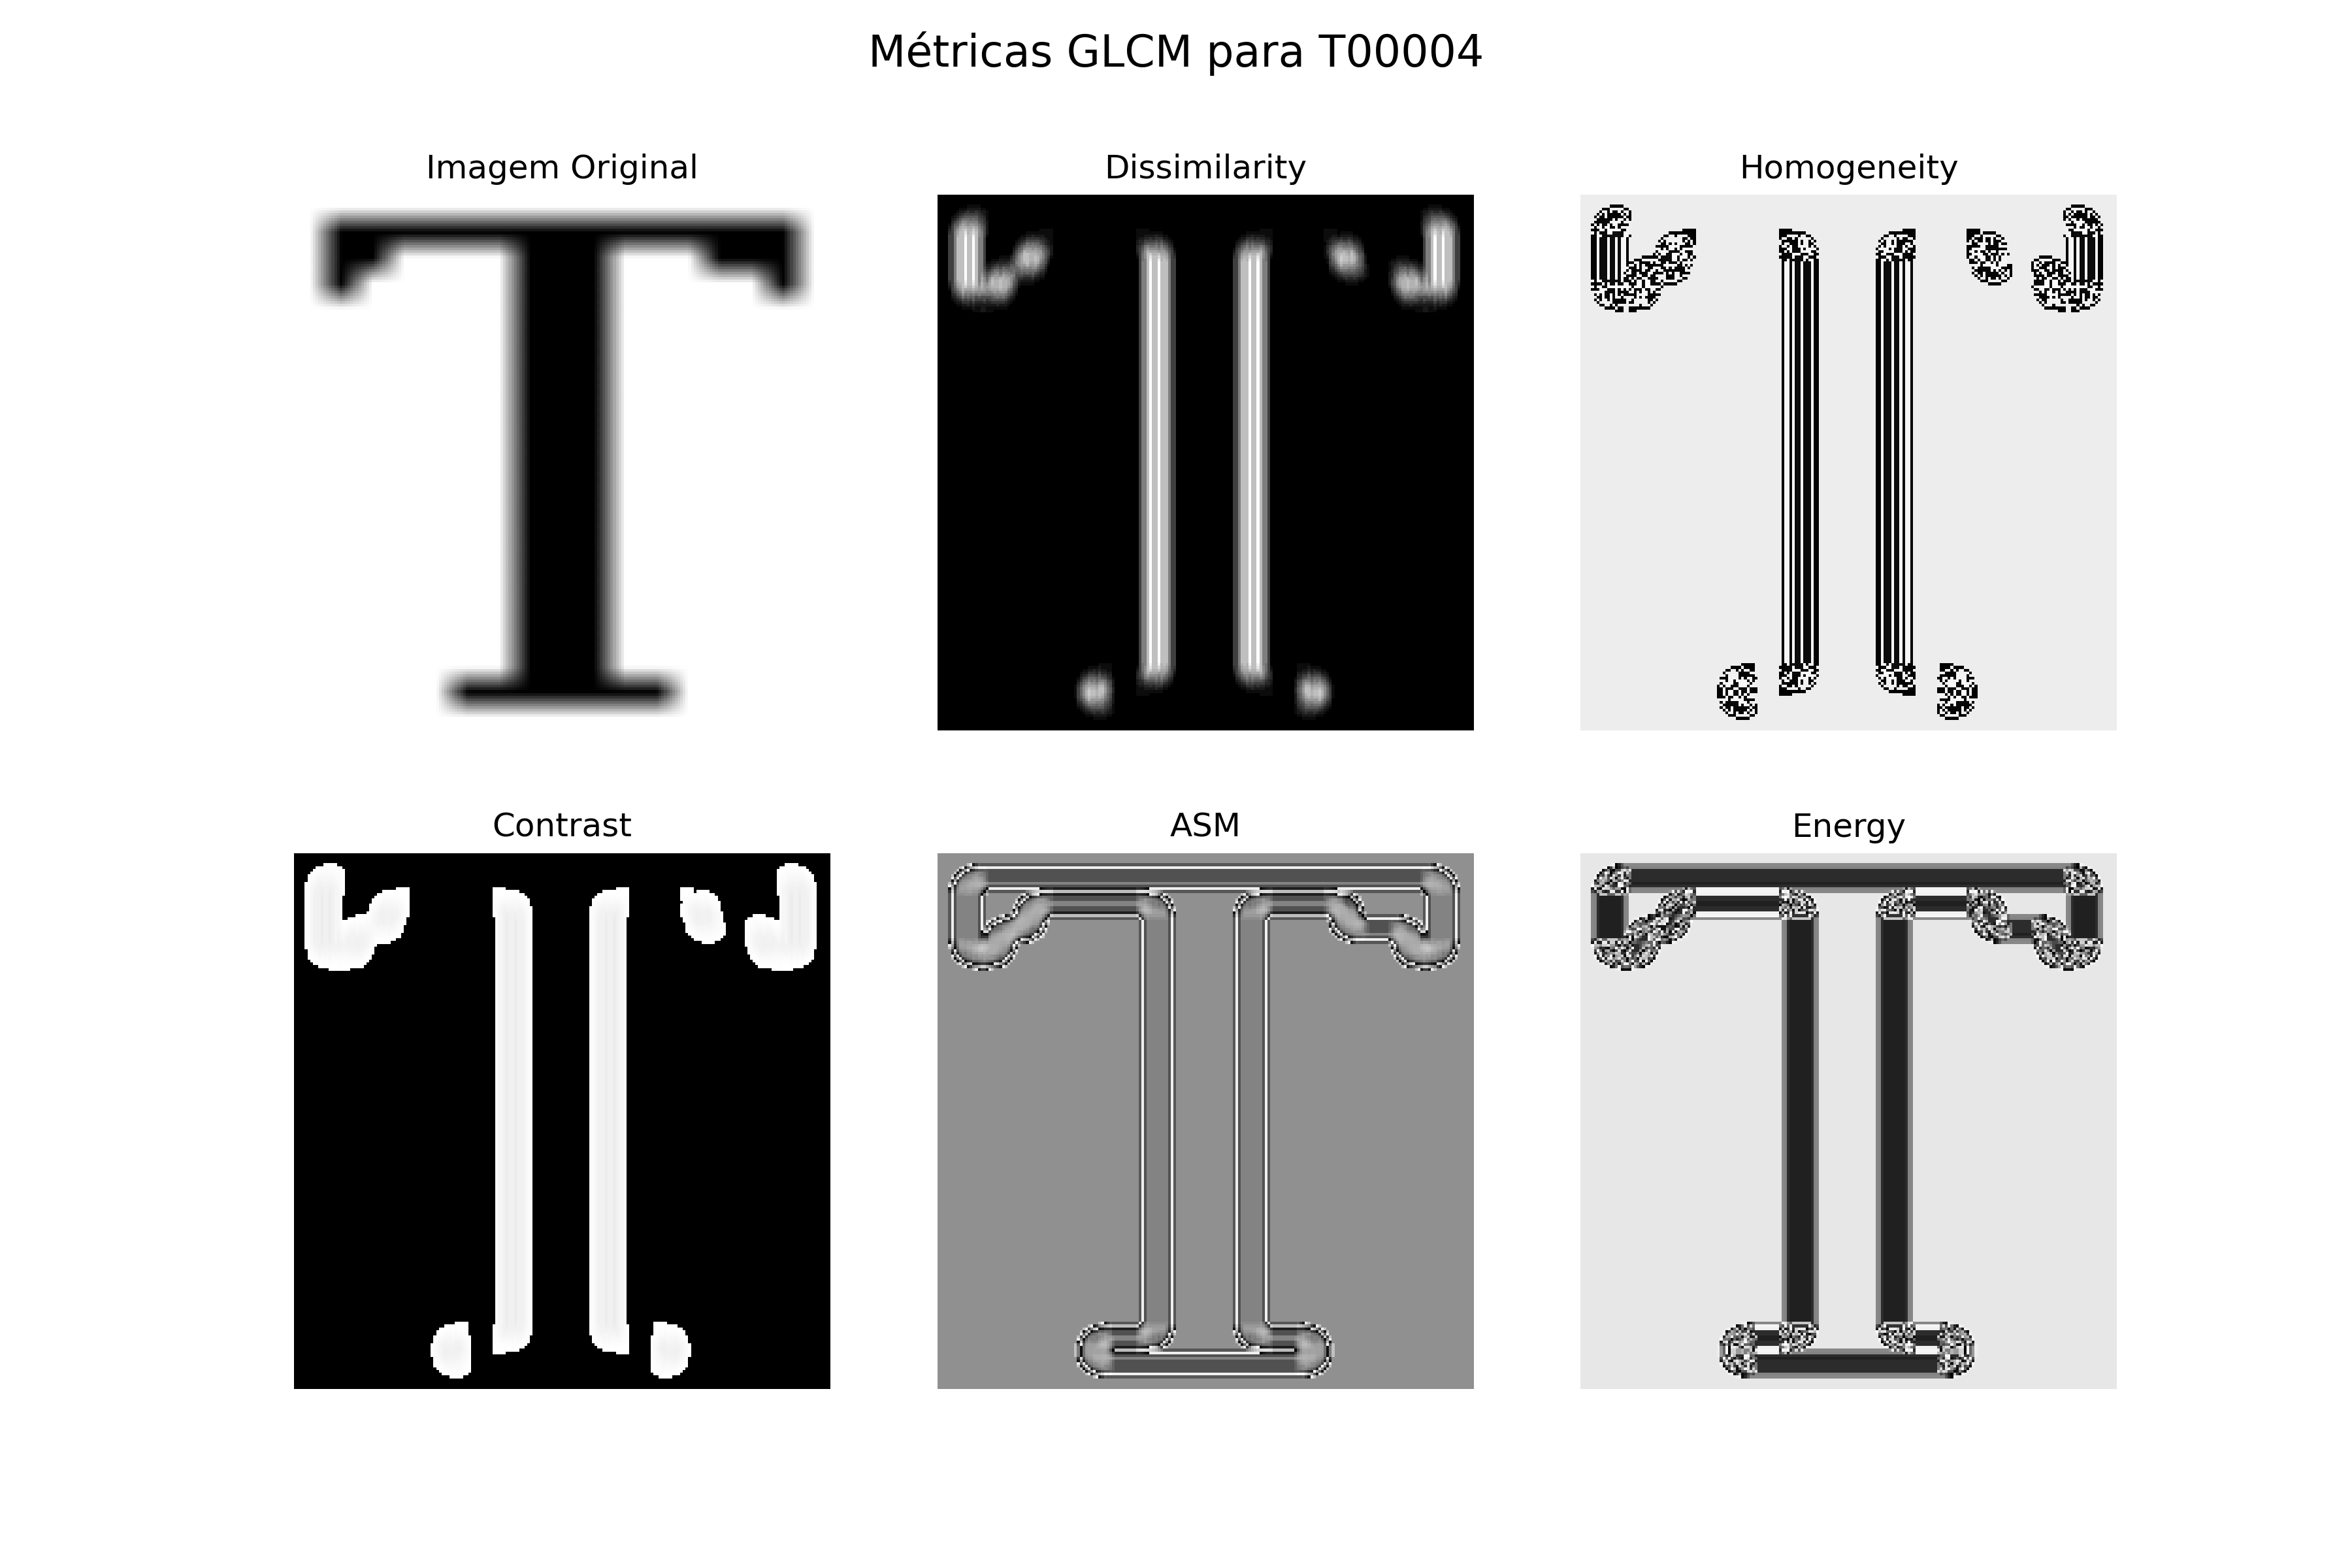 Métricas GLCM para T00004
Imagem Original
Dissimilarity
Homogeneity
T
Contrast
ASM
Energy